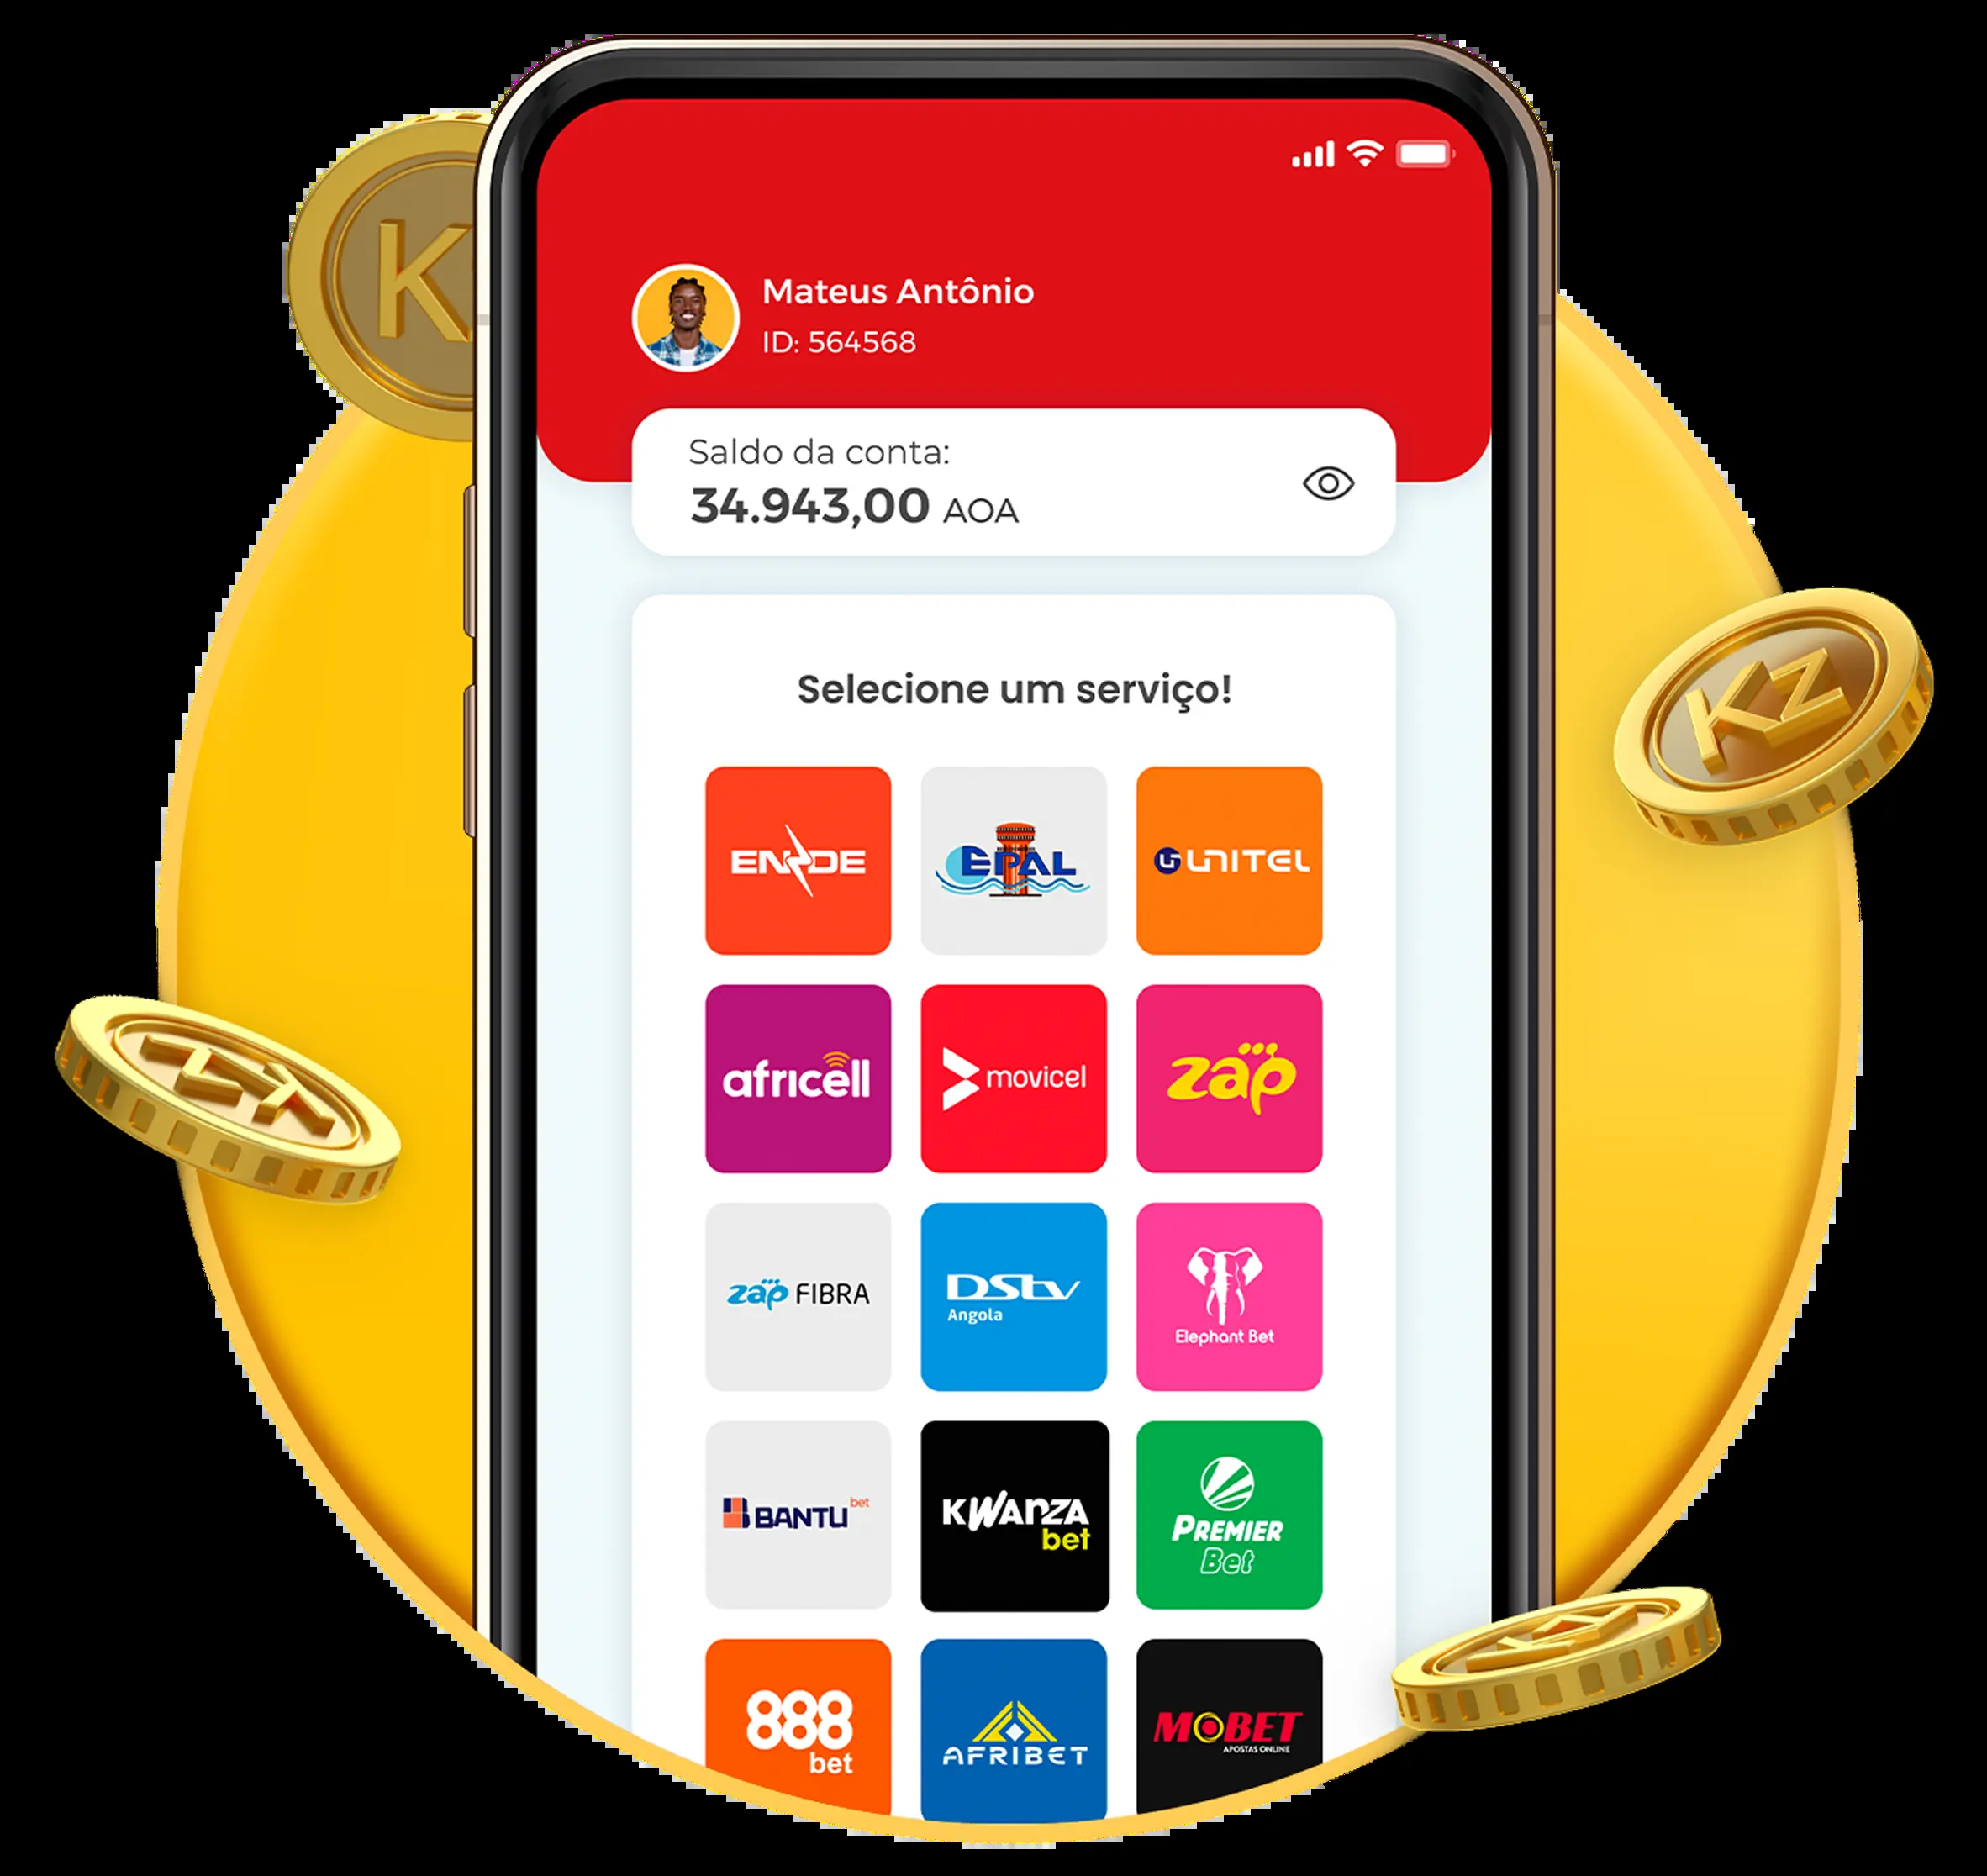 K
Mateus Antônio
ID: 564568
Saldo da conta:
34.943,00 AOA
Selecione um serviço!
KZ
ENDE
EPAL
UNITEL
africell
movicel
zap
KZ
zap FIBRA
DStv
Angola
Elephant Bet
BANTU bet
KWANZA
bet
PREMIER
Bet
888
bet
AFRIBET
MOBET
APOSTAS ONLINE
KZ